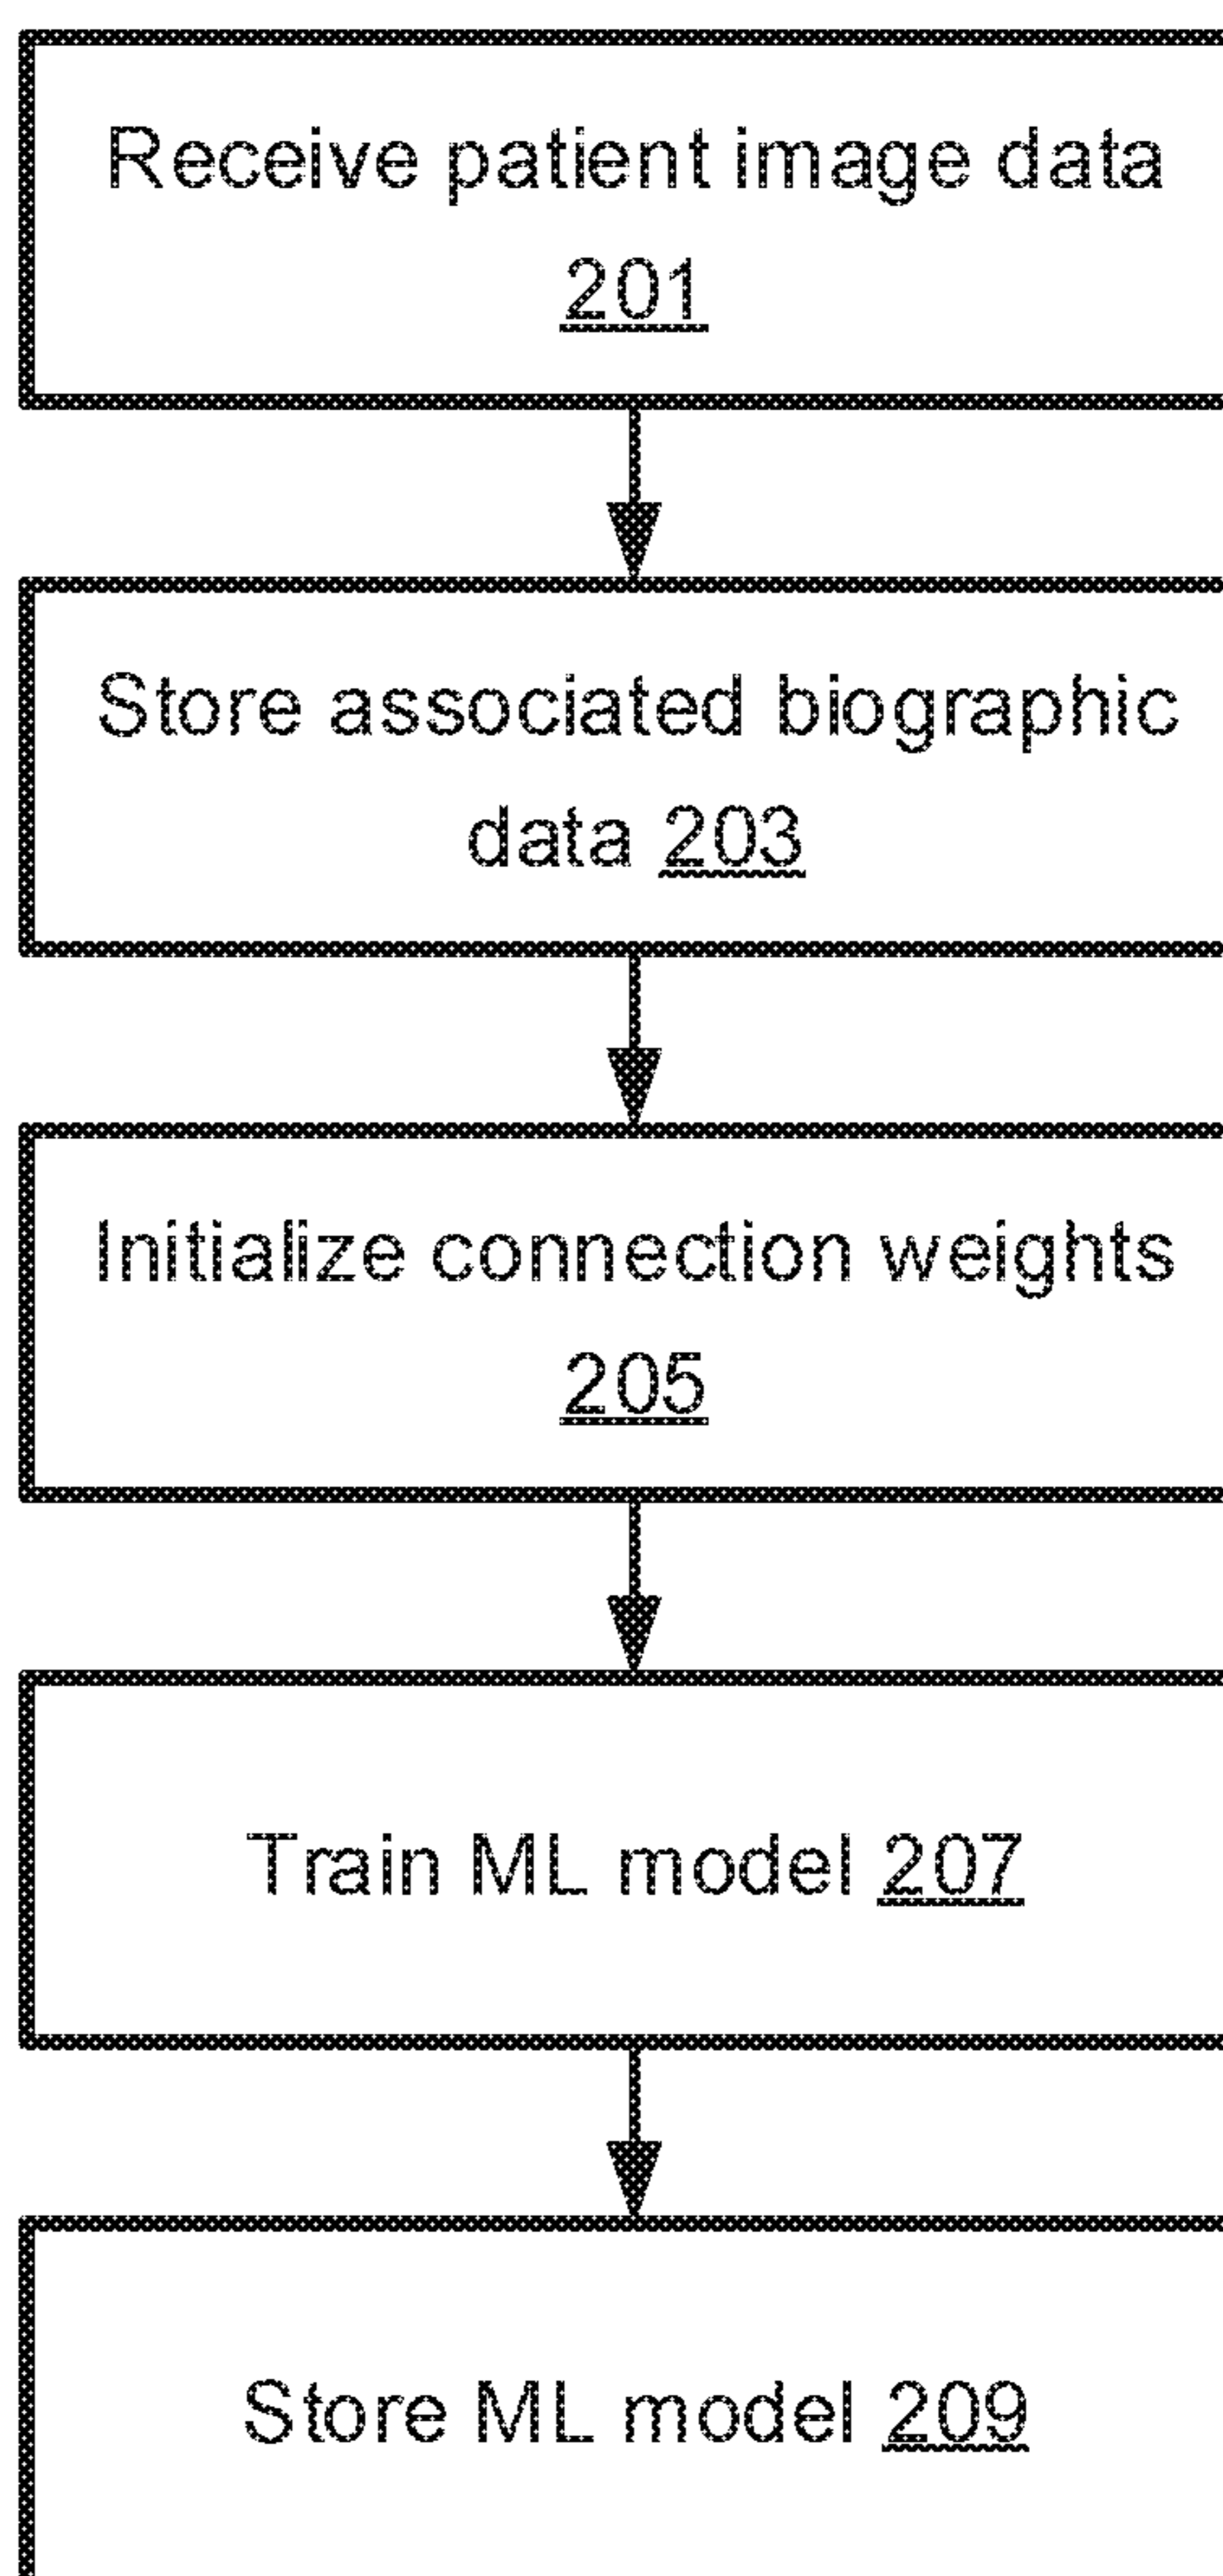 Receive patient image data
201
Store associated biographic
data 203
Initialize connection weights
205
Train ML model 207
Store ML model 209